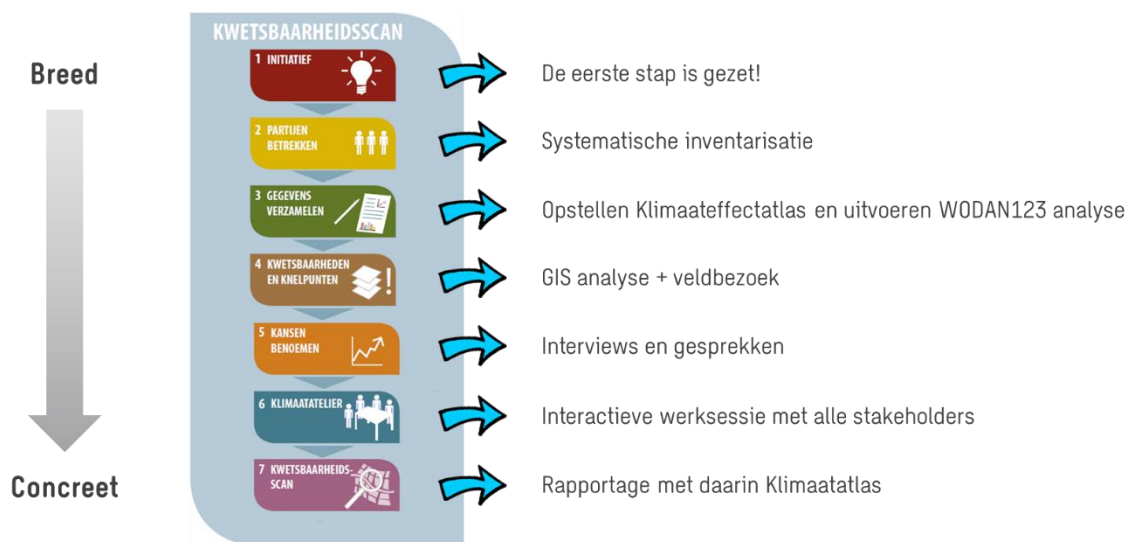 KWETSBAARHEIDSSCAN
Breed
1 INITIATIEF
De eerste stap is gezet!
2 PARTIJEN
BETREKKEN
Systematische inventarisatie
3 GEGEVENS
VERZAMELEN
Opstellen Klimaateffectatlas en uitvoeren WODAN123 analyse
4 KWETSBAARHEDEN
EN KNELPUNTEN
GIS analyse + veldbezoek
5 KANSEN
BENOEMEN
Interviews en gesprekken
6 KLIMAATATELIER
Interactieve werksessie met alle stakeholders
7 KWETSBAARHEIDS-
SCAN
Concreet
Rapportage met daarin Klimaatatlas